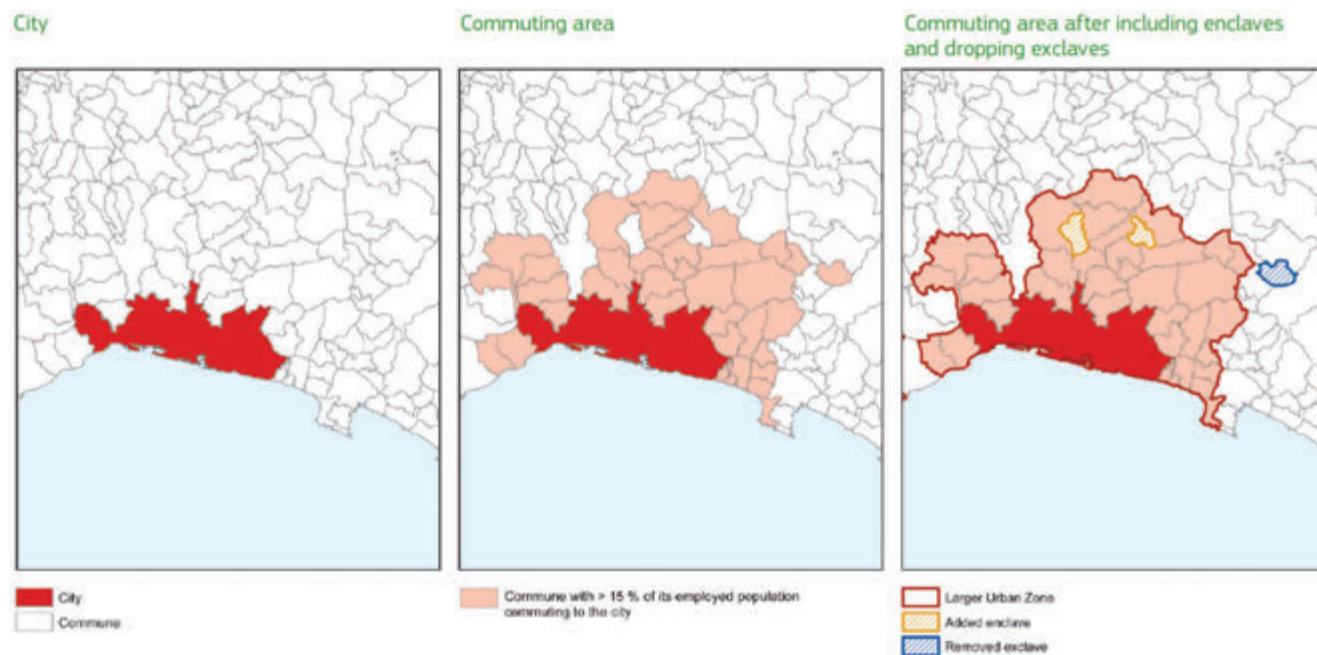 City
Commuting area
Commuting area after including enclaves
and dropping exclaves
City
Commune
Commune with > 15 % of its employed population
commuting to the city
Larger Urban Zone
Added enclave
Removed exclave